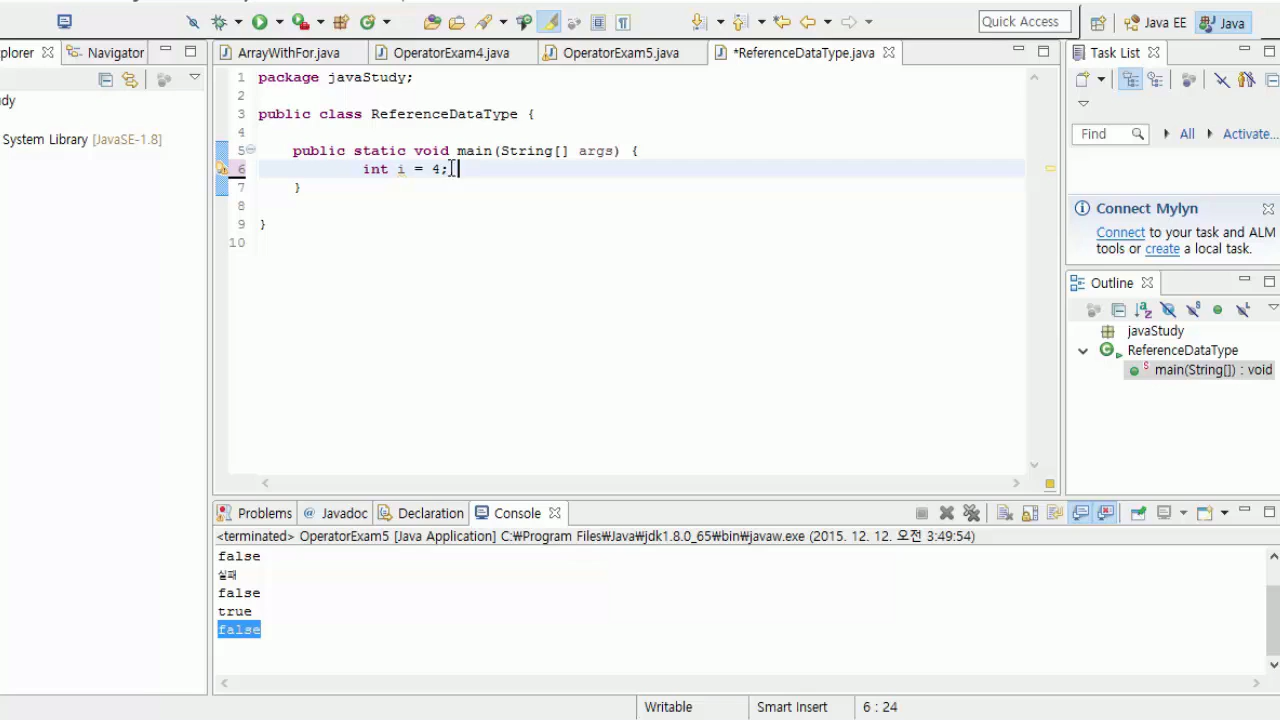 Quick Access
Java EE
Java
plorer
Navigator
ArrayWithFor.java
OperatorExam4.java
OperatorExam5.java
*ReferenceDataType.java
Task List
dy
System Library [JavaSE-1.8]
1 package javaStudy;
2
3 public class ReferenceDataType {
4
5 public static void main(String[] args) {
6 int i = 4;
7 }
8
9 }
10
Find
All
Activate...
Connect Mylyn
Connect to your task and ALM
tools or create a local task.
Outline
javaStudy
ReferenceDataType
main(String[]) : void
Problems
@ Javadoc
Declaration
Console
<terminated> OperatorExam5 [Java Application] C:₩Program Files₩Java₩jdk1.8.0_65₩bin₩javaw.exe (2015. 12. 12. 오전 3:49:54)
false
실패
false
true
false
Writable
Smart Insert
6 : 24